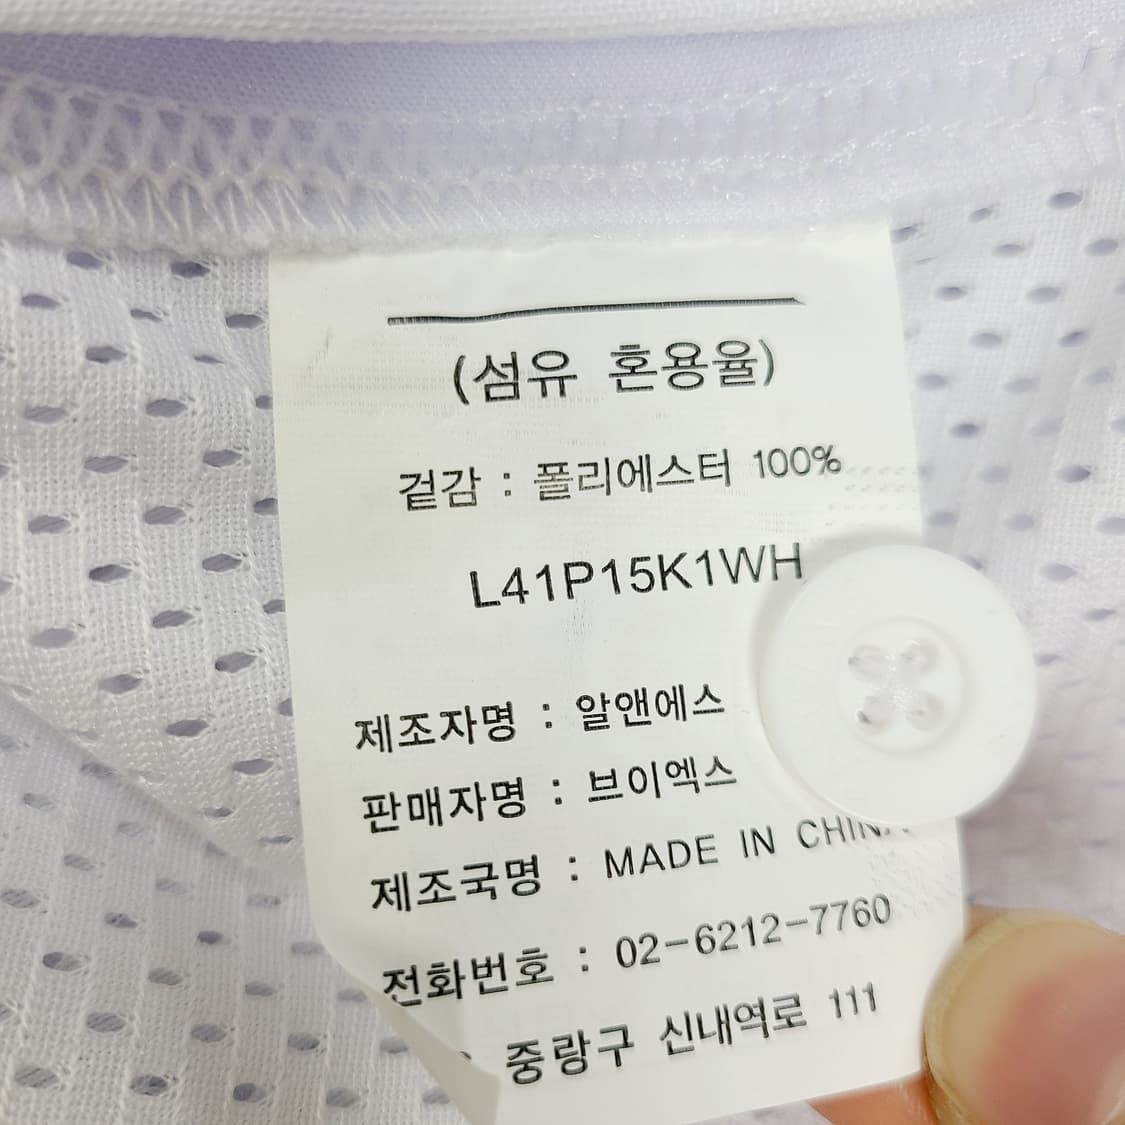 (섬유 혼용율)
겉감 : 폴리에스터 100%
L41P15K1WH
제조자명 : 알앤에스
판매자명 : 브이엑스
제조국명 : MADE IN CHINA
전화번호 : 02-6212-7760
중랑구 신내역로 111